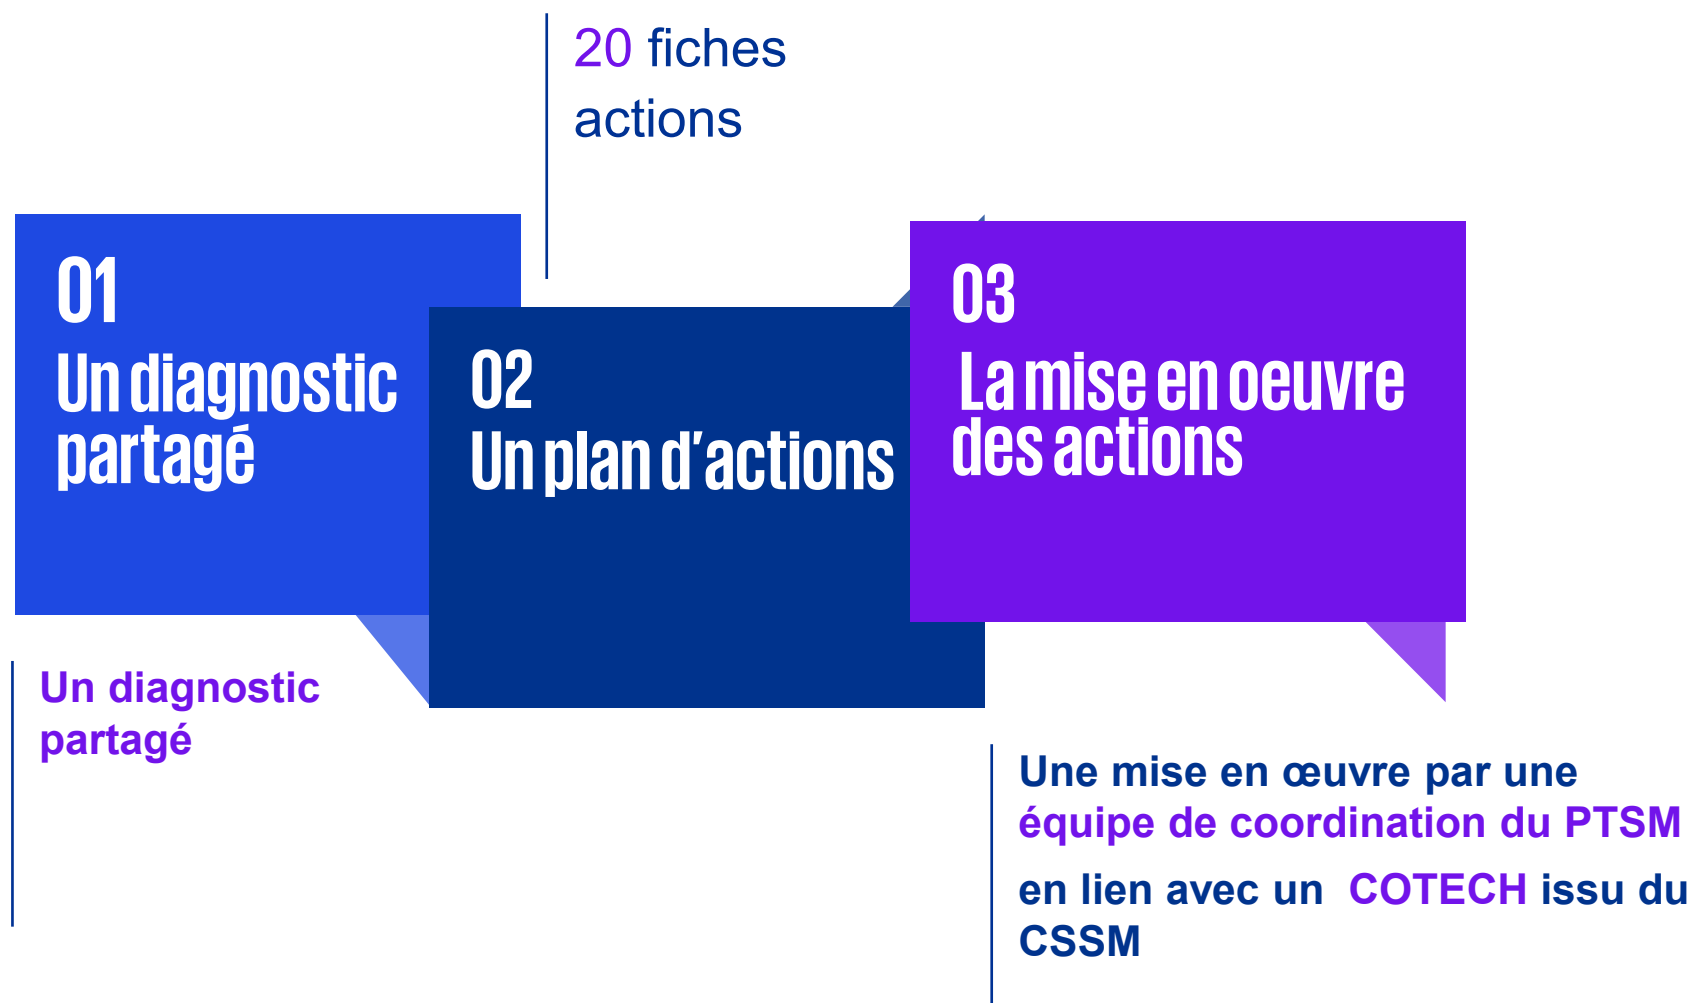 20 fiches
actions
01
Un diagnostic
partagé
02
Un plan d'actions
03
La mise en oeuvre
des actions
Un diagnostic
partagé
Une mise en œuvre par une
équipe de coordination du PTSM
en lien avec un COTECH issu du
CSSM